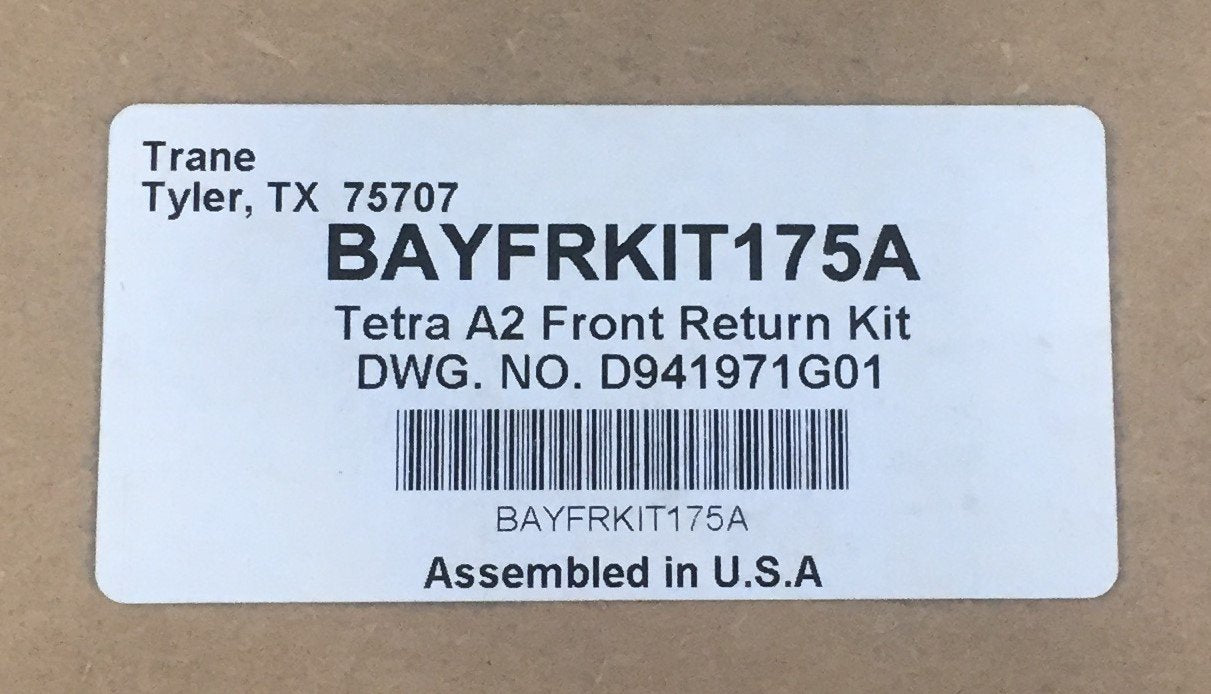 Trane
Tyler, TX 75707
BAYFRKIT175A
Tetra A2 Front Return Kit
DWG. NO. D941971G01
BAYFRKIT175A
Assembled in U.S.A